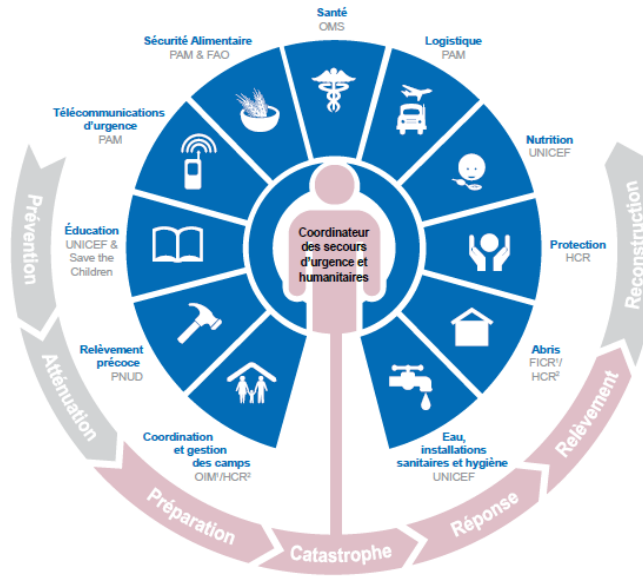 Santé
OMS
Logistique
PAM
Nutrition
UNICEF
Protection
HCR
Abris
FICR¹/
HCR²
Eau,
installations
sanitaires et hygiène
UNICEF
Coordination
et gestion
des camps
OIM¹/HCR²
Relèvement
précoce
PNUD
Éducation
UNICEF &
Save the
Children
Télécommunications
d'urgence
PAM
Sécurité Alimentaire
PAM & FAO
Coordinateur
des secours
d'urgence et
humanitaires
Prévention
Atténuation
Préparation
Catastrophe
Réponse
Relèvement
Reconstruction